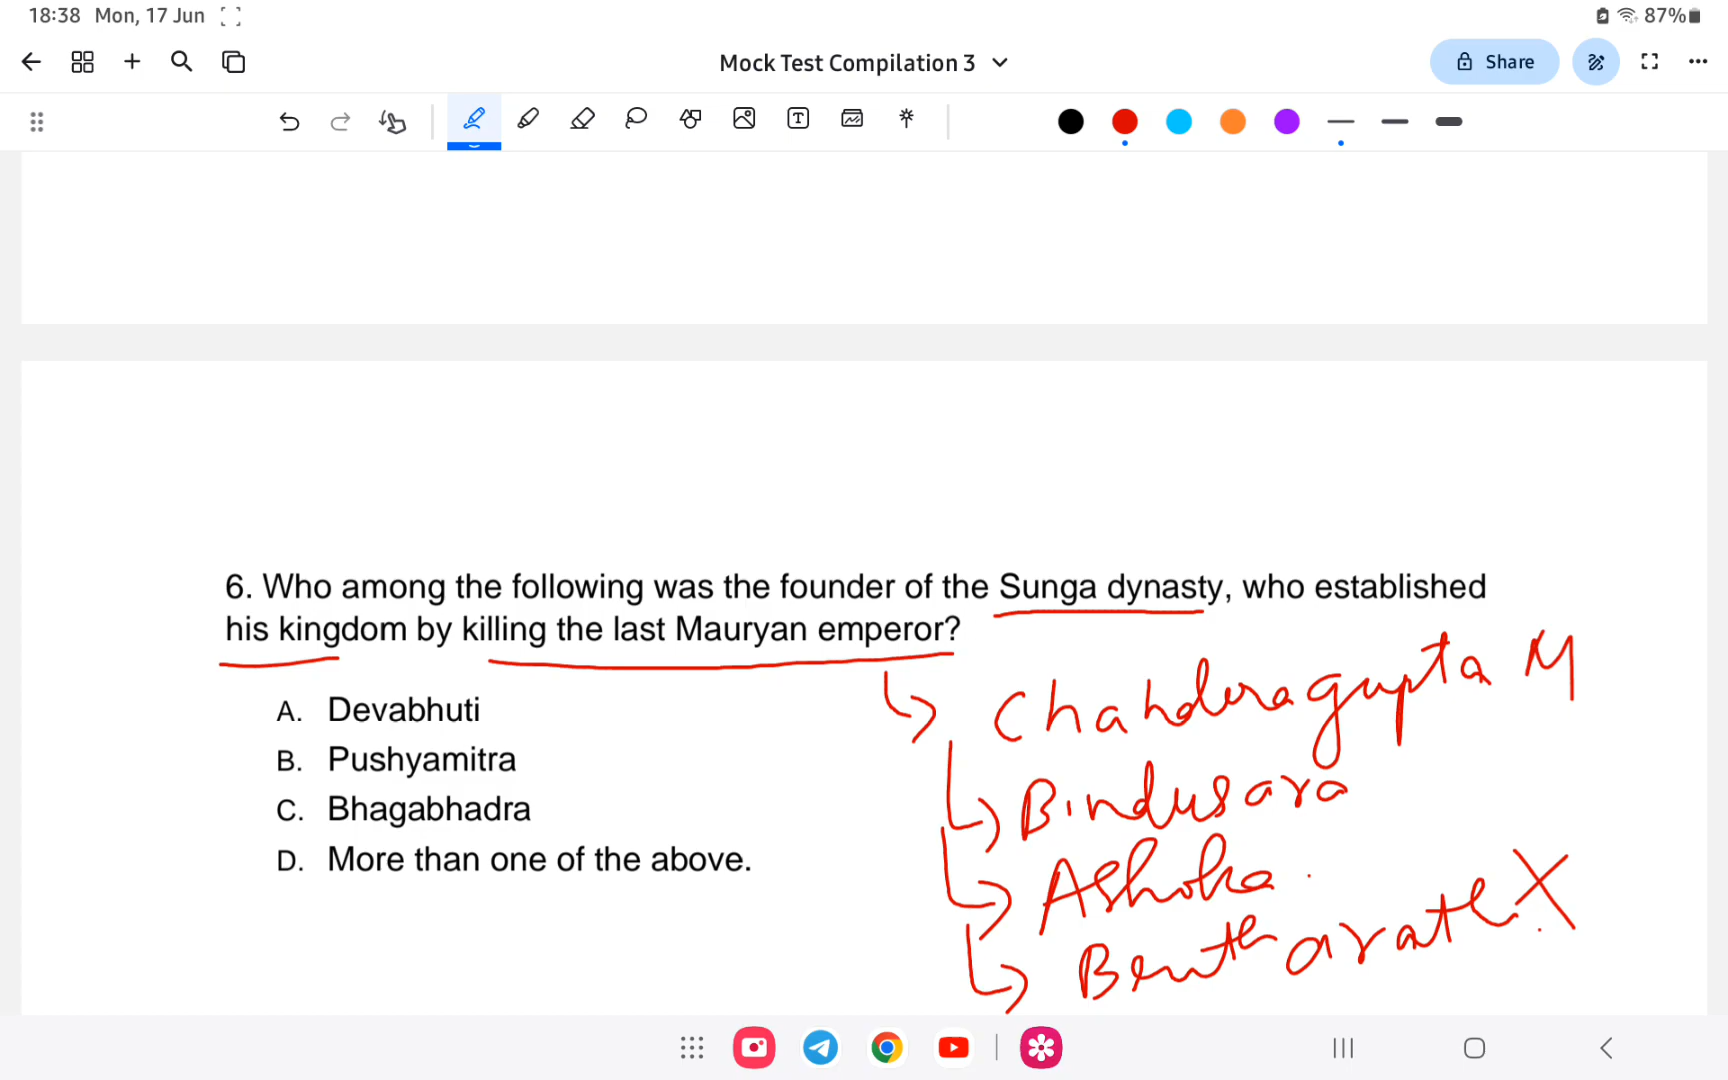 18:38 Mon, 17 Jun 87%
Mock Test Compilation 3
Share
6. Who among the following was the founder of the Sunga dynasty, who established
his kingdom by killing the last Mauryan emperor?
A. Devabhuti
B. Pushyamitra
C. Bhagabhadra
D. More than one of the above.
Chandragupta M
Bindusara
Ashoka